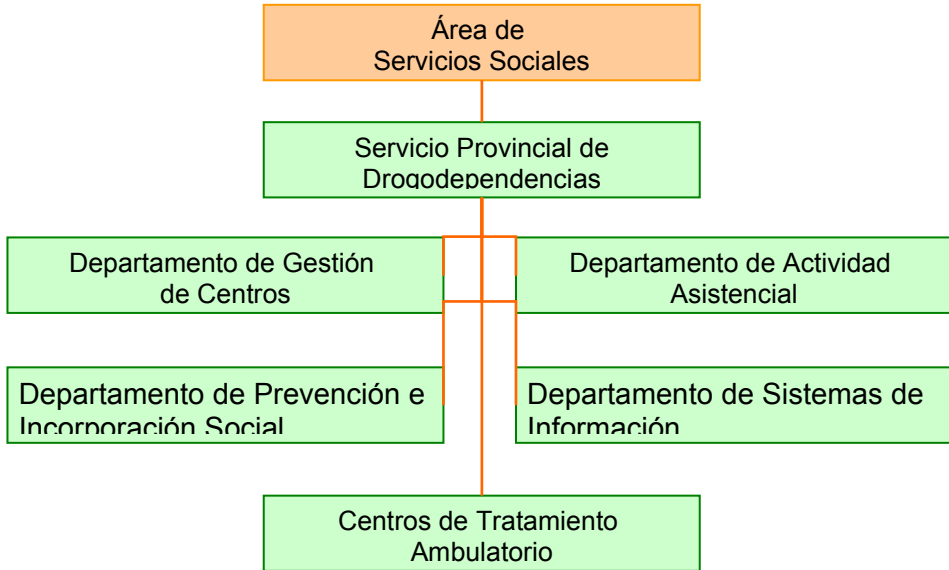 Área de
Servicios Sociales
Servicio Provincial de
Drogodependencias
Departamento de Gestión
de Centros
Departamento de Actividad
Asistencial
Departamento de Prevención e
Incorporación Social
Departamento de Sistemas de
Información
Centros de Tratamiento
Ambulatorio